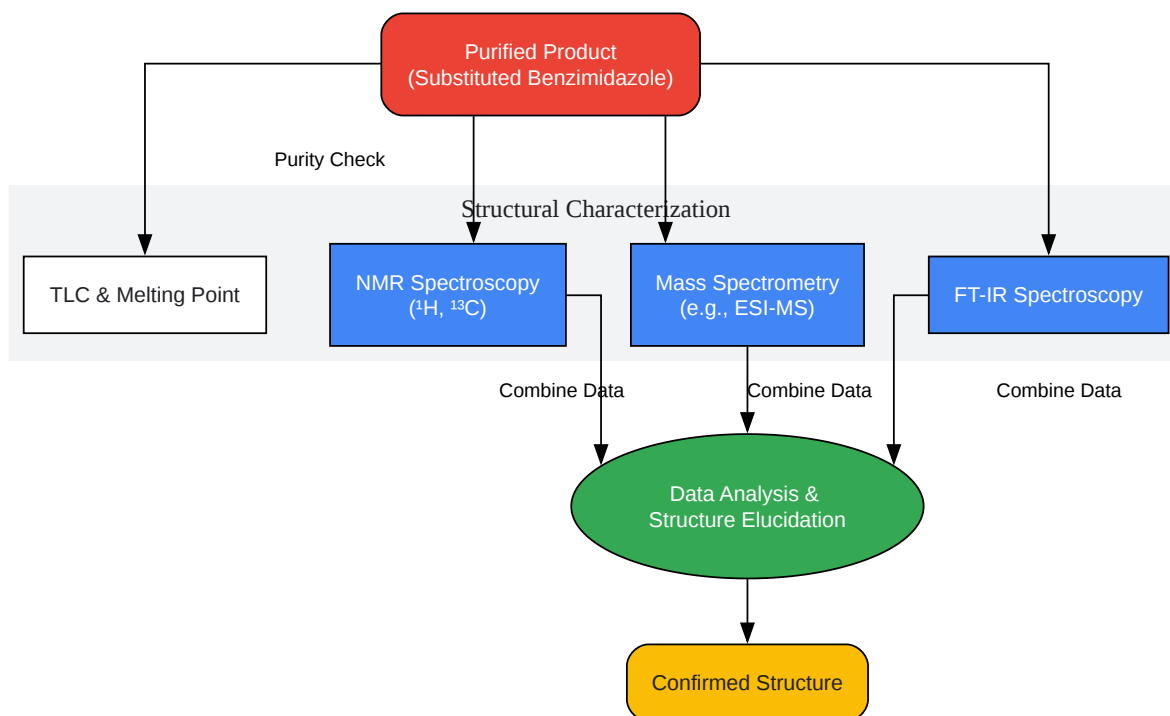 Purified Product
(Substituted Benzimidazole)
Purity Check
Structural Characterization
TLC & Melting Point
NMR Spectroscopy
(¹H, ¹³C)
Mass Spectrometry
(e.g., ESI-MS)
FT-IR Spectroscopy
Combine Data
Combine Data
Combine Data
Data Analysis &
Structure Elucidation
Confirmed Structure